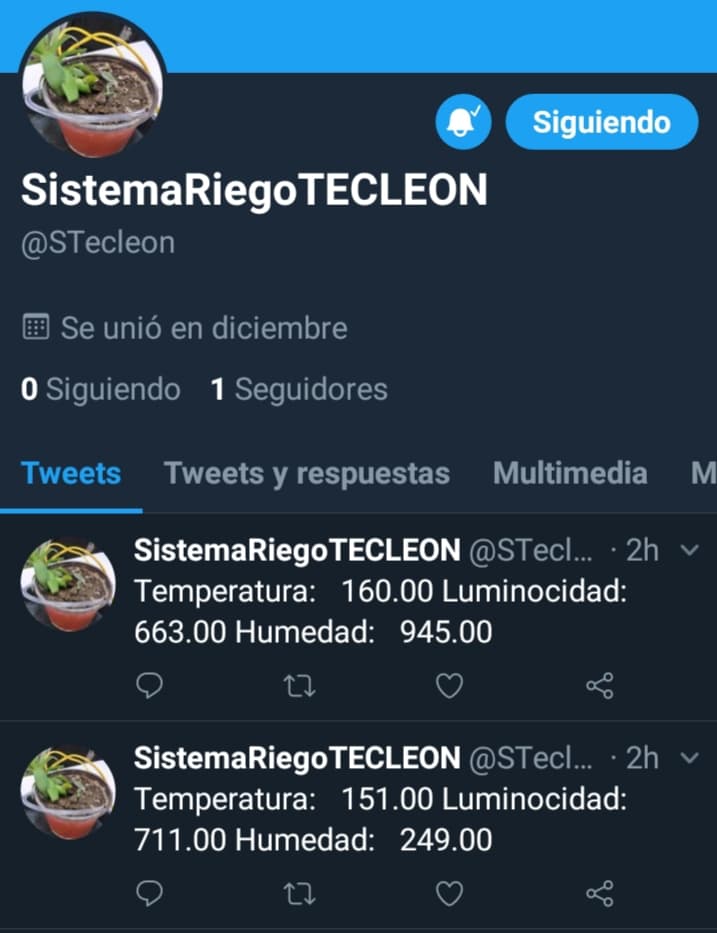 Siguiendo
SistemaRiegoTECLEON
@STecleon
Se unió en diciembre
0 Siguiendo 1 Seguidores
Tweets Tweets y respuestas Multimedia M
SistemaRiegoTECLEON @STecl... · 2h
Temperatura: 160.00 Luminocidad:
663.00 Humedad: 945.00
SistemaRiegoTECLEON @STecl... · 2h
Temperatura: 151.00 Luminocidad:
711.00 Humedad: 249.00